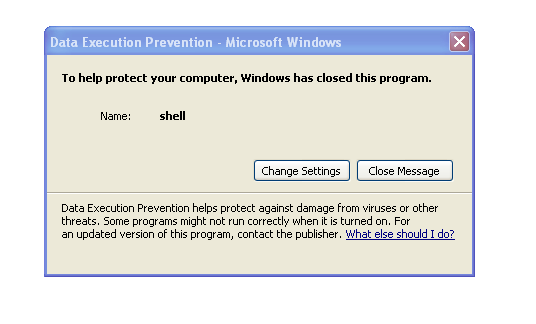 Data Execution Prevention - Microsoft Windows
To help protect your computer, Windows has closed this program.
Name: shell
Change Settings Close Message
Data Execution Prevention helps protect against damage from viruses or other
threats. Some programs might not run correctly when it is turned on. For
an updated version of this program, contact the publisher. What else should I do?